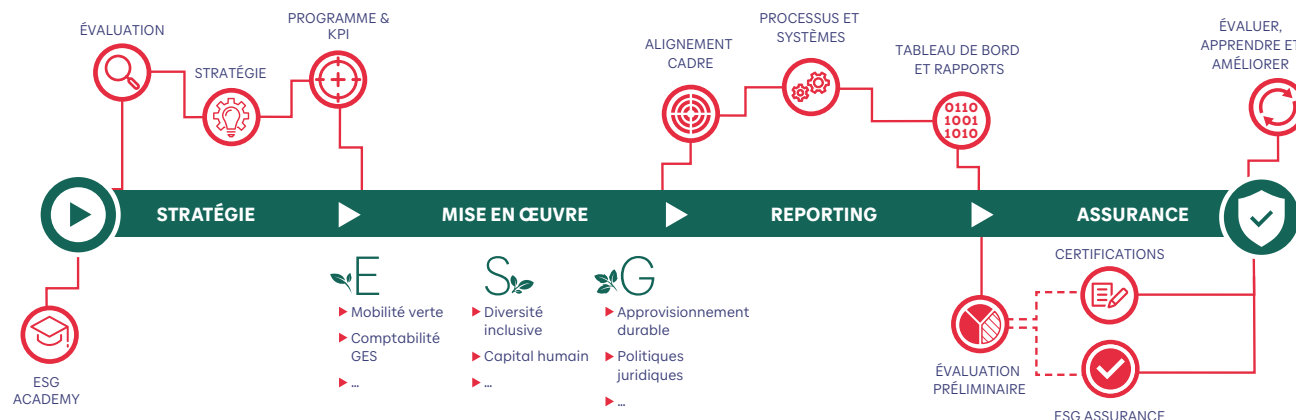 ÉVALUATION
STRATÉGIE
PROGRAMME &
KPI
ALIGNEMENT
CADRE
PROCESSUS ET
SYSTÈMES
TABLEAU DE BORD
ET RAPPORTS
0110
1001
1010
ÉVALUER,
APPRENDRE ET
AMÉLIORER
STRATÉGIE
MISE EN ŒUVRE
REPORTING
ASSURANCE
ESG
ACADEMY
E
Mobilité verte
Comptabilité
GES
...
S
Diversité
inclusive
Capital humain
...
G
Approvisionnement
durable
Politiques
juridiques
...
ÉVALUATION
PRÉLIMINAIRE
CERTIFICATIONS
ESG ASSURANCE